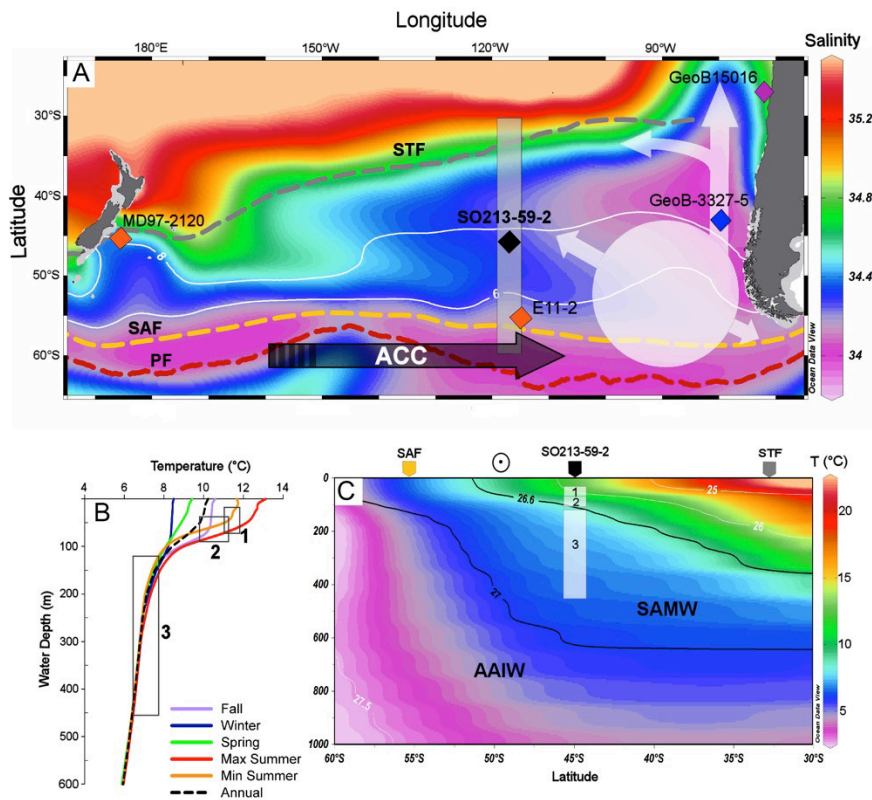 Longitude
180°E 150°W 120°W 90°W
Salinity
A
GeoB15016
30°S
35.2
STF
Latitude
40°S
MD97-2120
SO213-59-2
GeoB-3327-5
34.8
8
50°S
34.4
6
E11-2
SAF
60°S
PF
ACC
34
Ocean Data View
Temperature (°C)
4 6 8 10 12 14
B
0
1
100
2
200
3
300
400
500
600
Water Depth (m)
Fall
Winter
Spring
Max Summer
Min Summer
Annual
SAF
SO213-59-2
STF
T (°C)
C
0
1
25
26.6
2
26
200
3
20
27
400
SAMW
15
600
AAIW
10
800
27.5
5
1000
Ocean Data View
60°S 55°S 50°S 45°S 40°S 35°S 30°S
Latitude